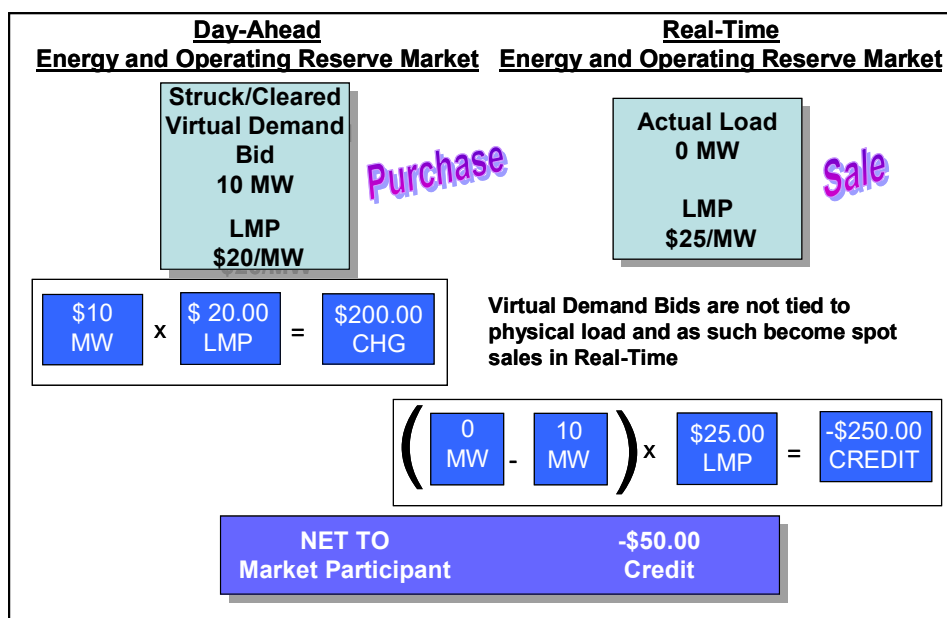 Day-Ahead
Energy and Operating Reserve Market
Struck/Cleared
Virtual Demand
Bid
10 MW
LMP
$20/MW
Purchase
$10
MW
x
$ 20.00
LMP
=
$200.00
CHG
Real-Time
Energy and Operating Reserve Market
Actual Load
0 MW
LMP
$25/MW
Sale
Virtual Demand Bids are not tied to
physical load and as such become spot
sales in Real-Time
(
0
MW
-
10
MW
)
x
$25.00
LMP
=
-$250.00
CREDIT
NET TO
Market Participant
-$50.00
Credit